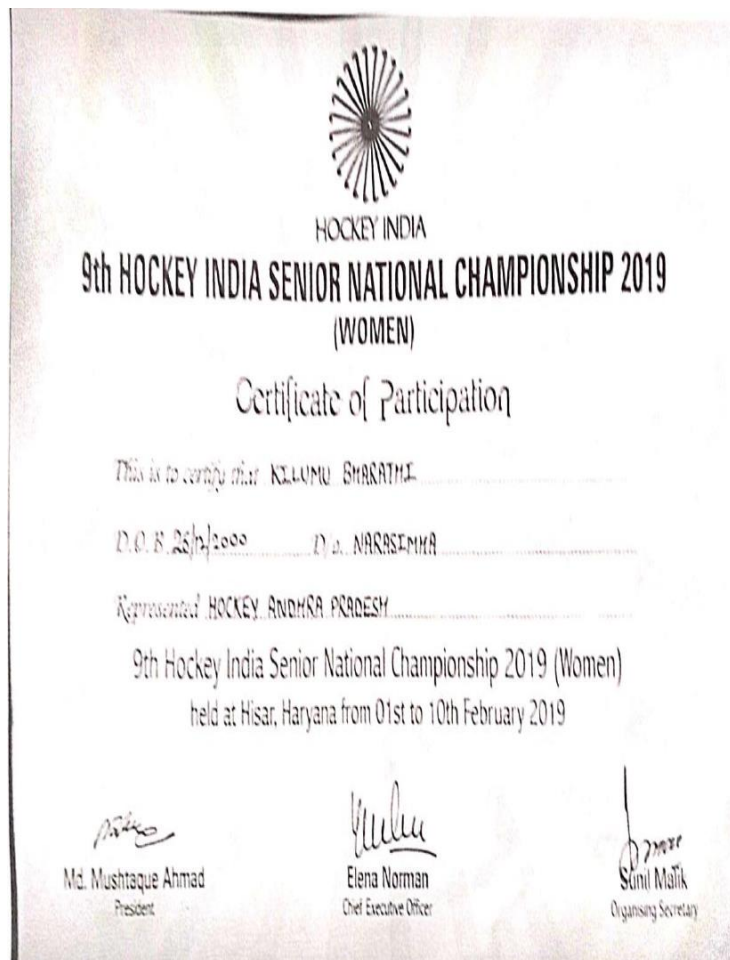 HOCKEY INDIA
9th HOCKEY INDIA SENIOR NATIONAL CHAMPIONSHIP 2019
(WOMEN)
Certificate of Participation
This is to certify that KILUMU BHARATHI
D.O.B. 25/12/2000 D/o. NARASIMHA
Represented HOCKEY ANDHRA PRADESH
9th Hockey India Senior National Championship 2019 (Women)
held at Hisar, Haryana from 01st to 10th February 2019
Md. Mushtaque Ahmad Elena Norman Sunil Malik
President Chief Executive Officer Organising Secretary